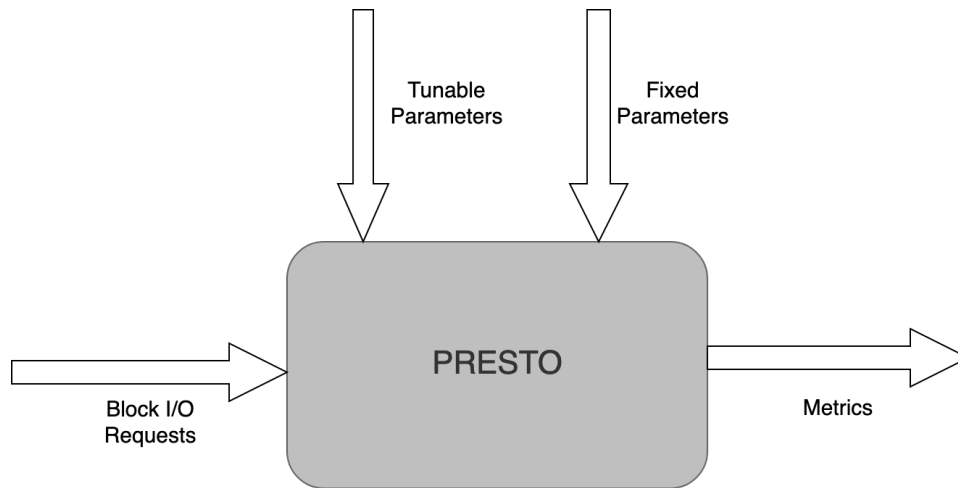 Tunable
Parameters
Fixed
Parameters
PRESTO
Block I/O
Requests
Metrics